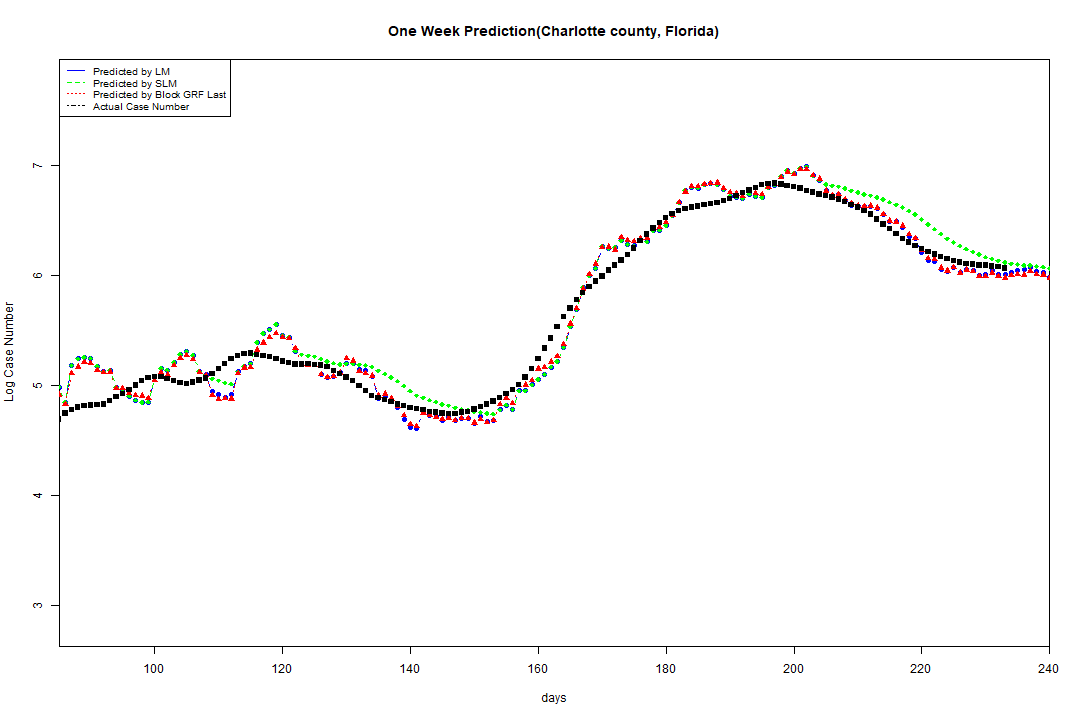 One Week Prediction(Charlotte county, Florida)
Predicted by LM
Predicted by SLM
Predicted by Block GRF Last
Actual Case Number
7
6
5
4
3
Log Case Number
100 120 140 160 180 200 220 240
days